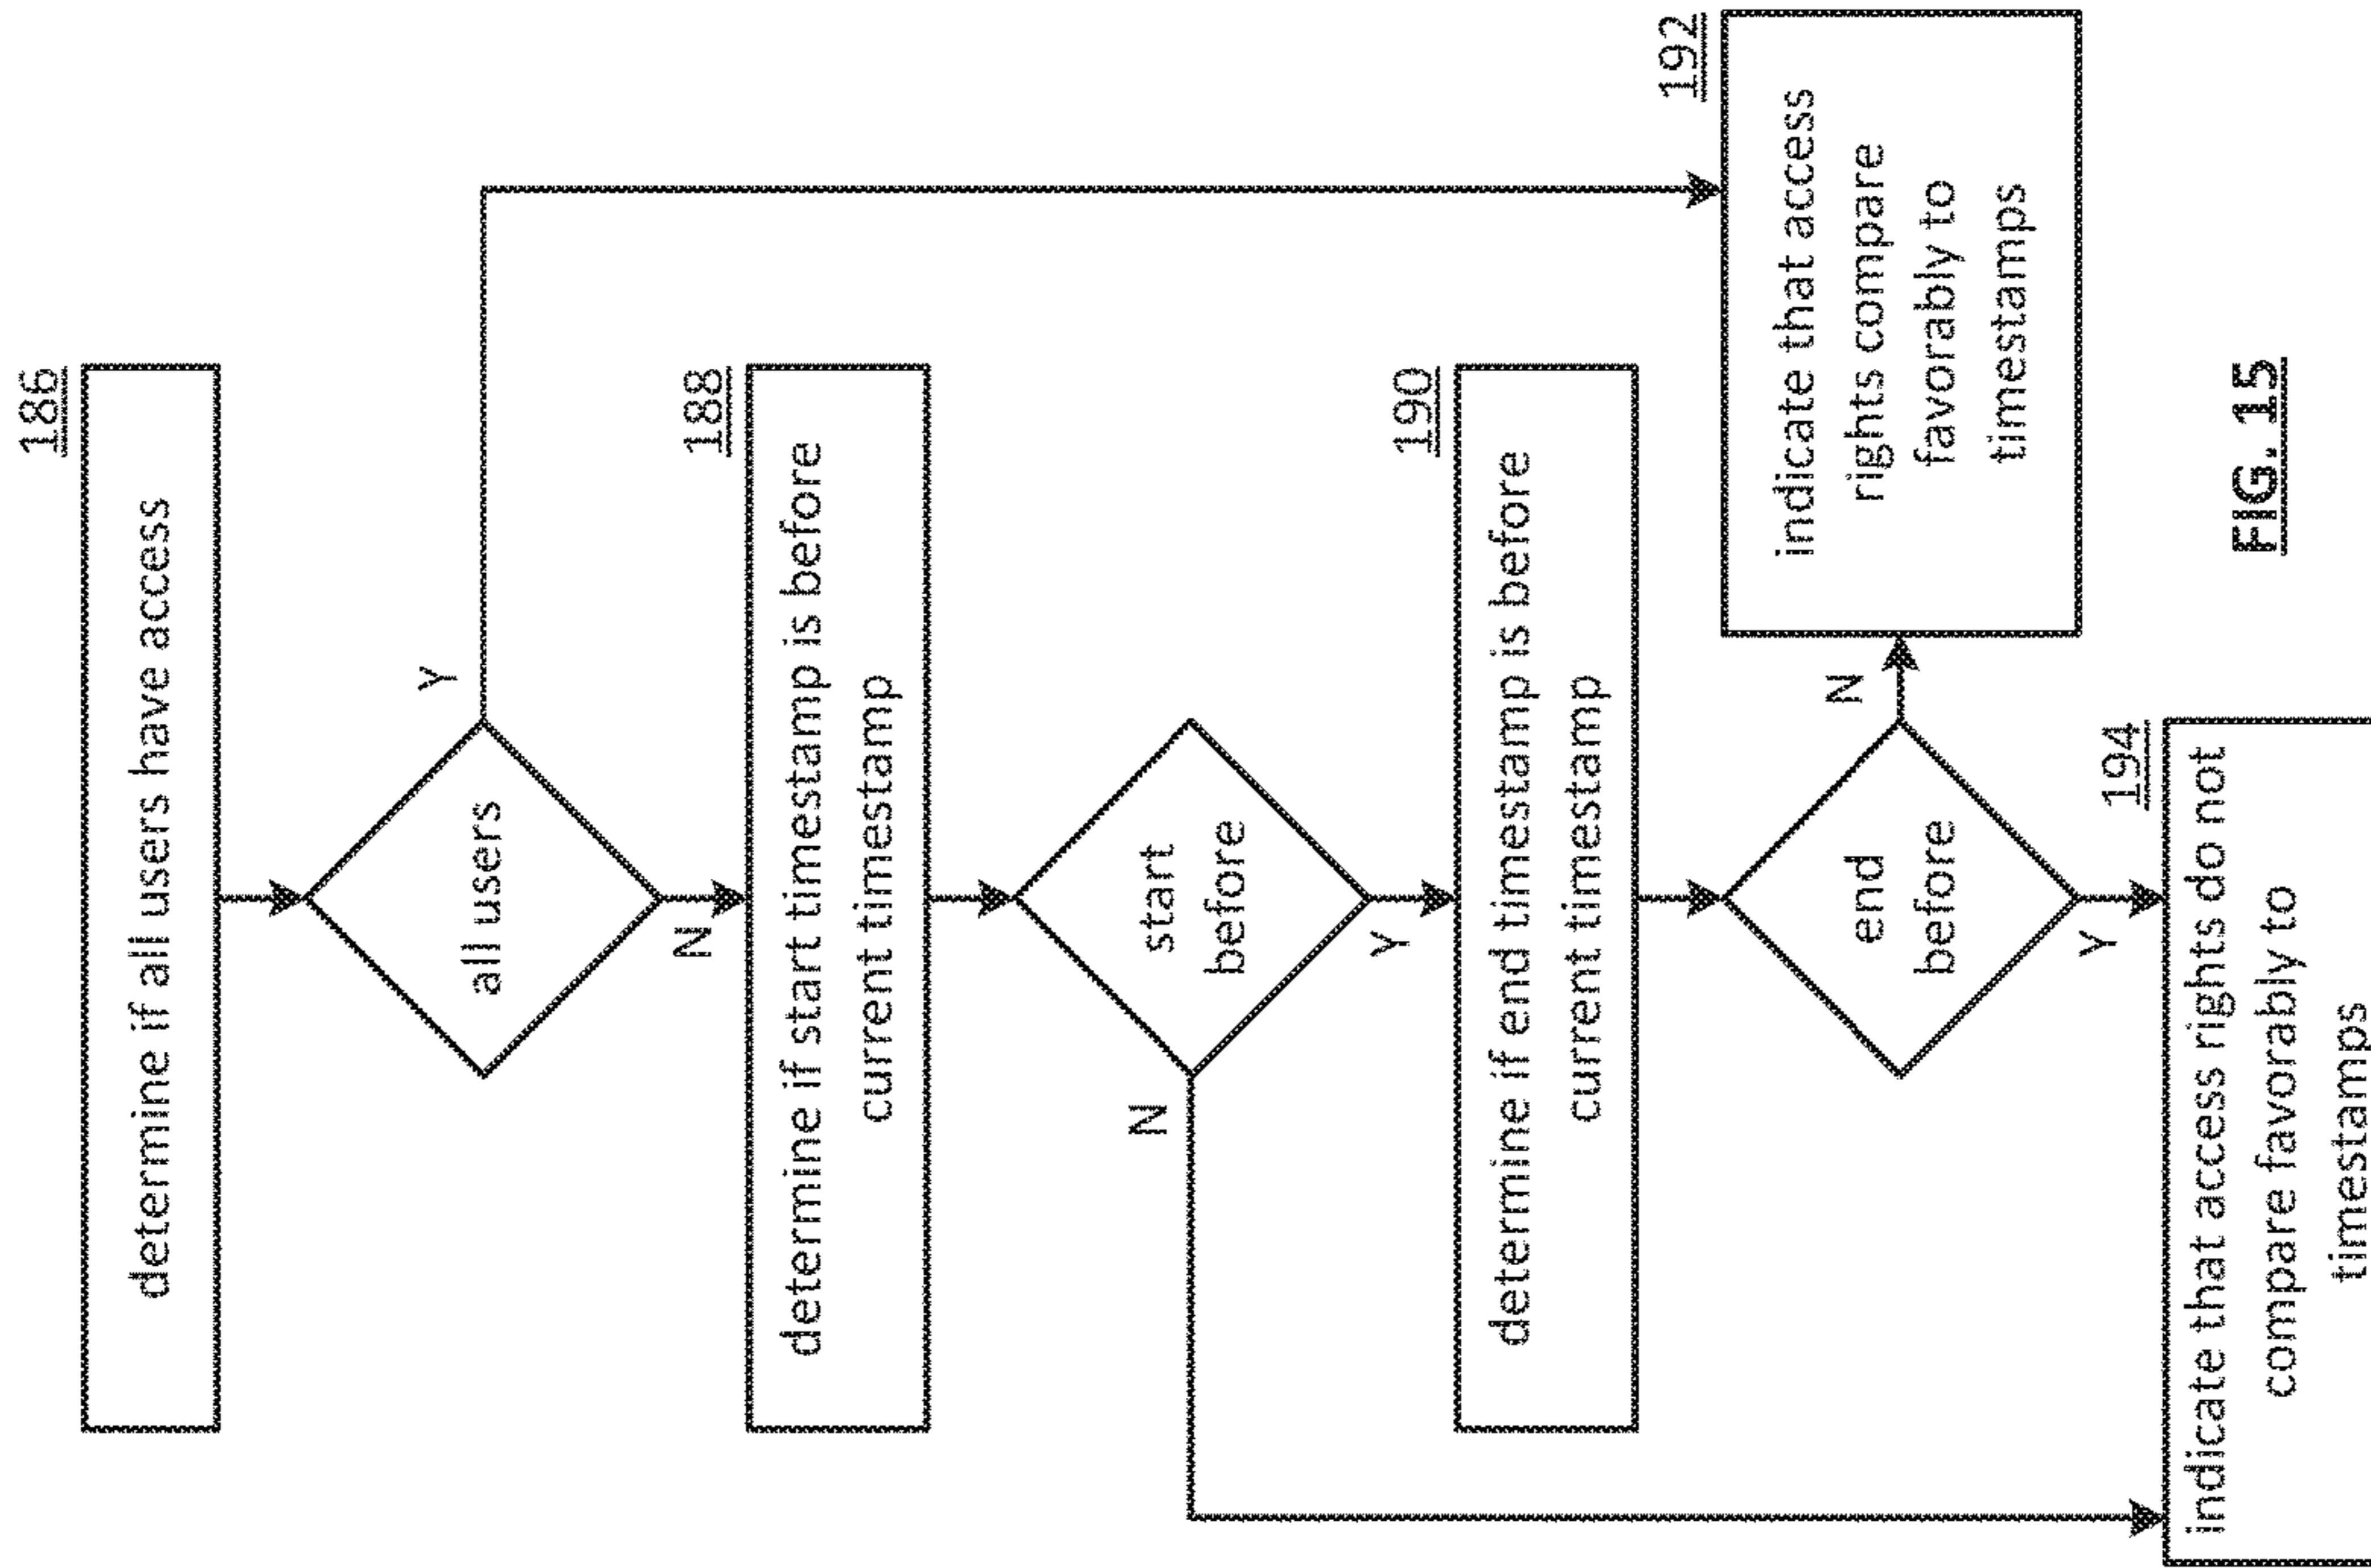 186
determine if all users have access
all users
Y
N
188
determine if start timestamp is before
current timestamp
start
before
N
Y
190
determine if end timestamp is before
current timestamp
end
before
N
Y
192
indicate that access
rights compare
favorably to
timestamps
194
indicate that access rights do not
compare favorably to
timestamps
FIG. 15